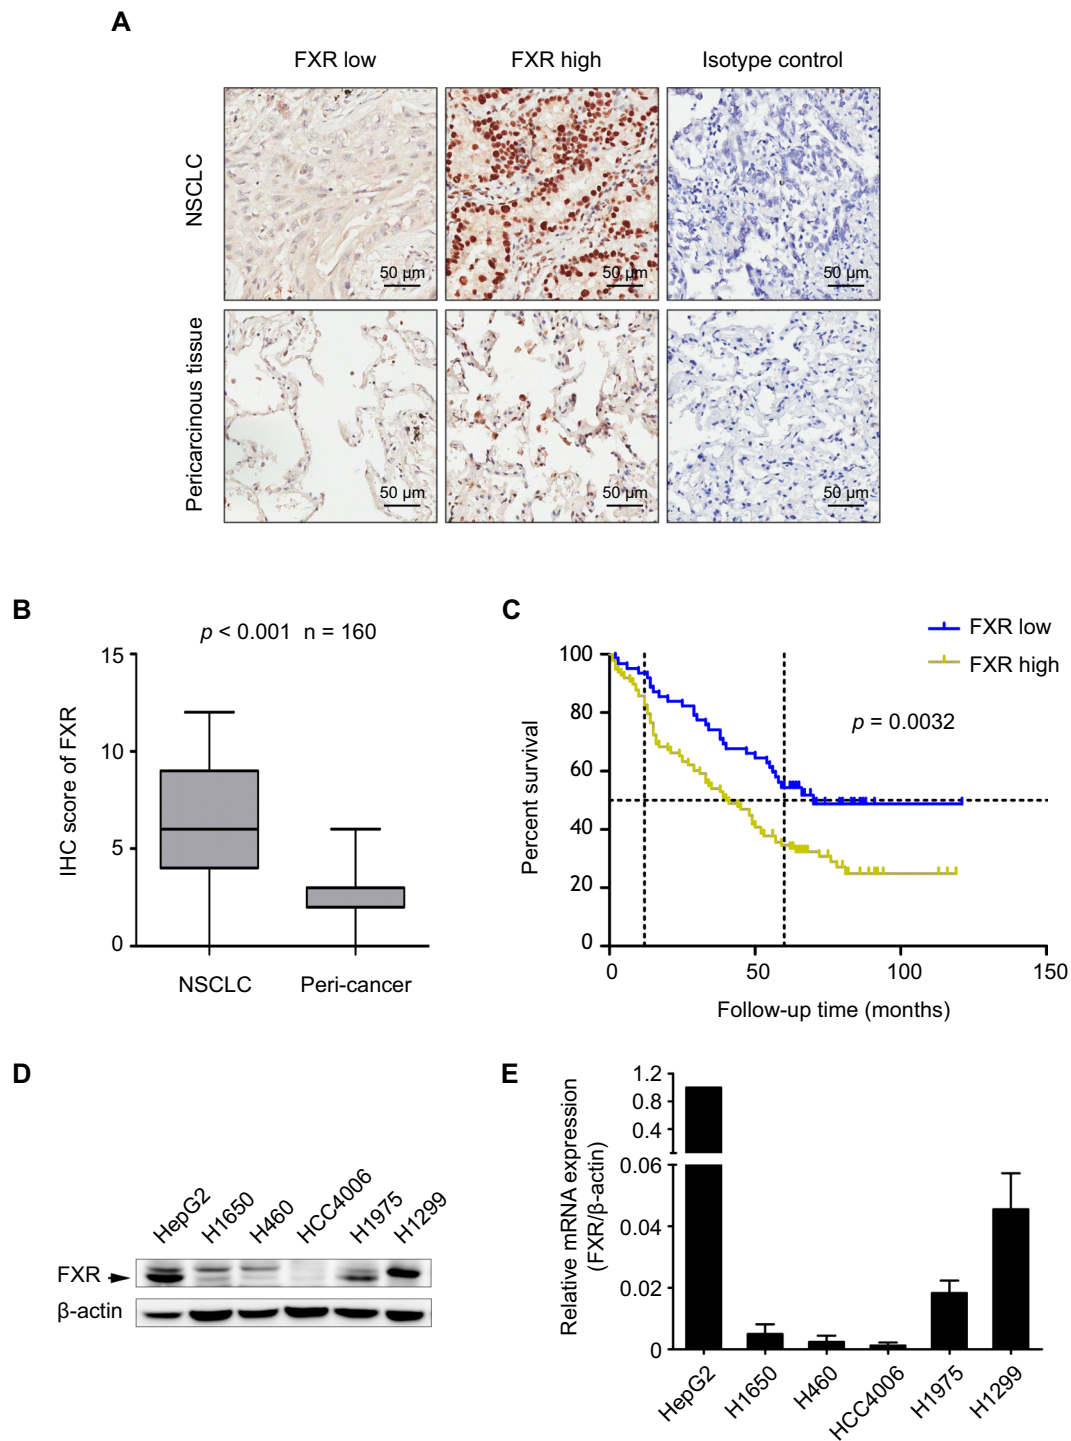 A
FXR low
FXR high
Isotype control
NSCLC
50 µm
50 µm
50 µm
Pericarcinous tissue
50 µm
50 µm
50 µm
B
p < 0.001 n = 160
IHC score of FXR
15
10
5
0
NSCLC
Peri-cancer
C
FXR low
FXR high
p = 0.0032
Percent survival
100
80
60
40
20
0
0
50
100
150
Follow-up time (months)
D
HepG2
H1650
H460
HCC4006
H1975
H1299
FXR
β-actin
E
Relative mRNA expression
(FXR/β-actin)
1.2
0.8
0.4
0.06
0.04
0.02
0
HepG2
H1650
H460
HCC4006
H1975
H1299